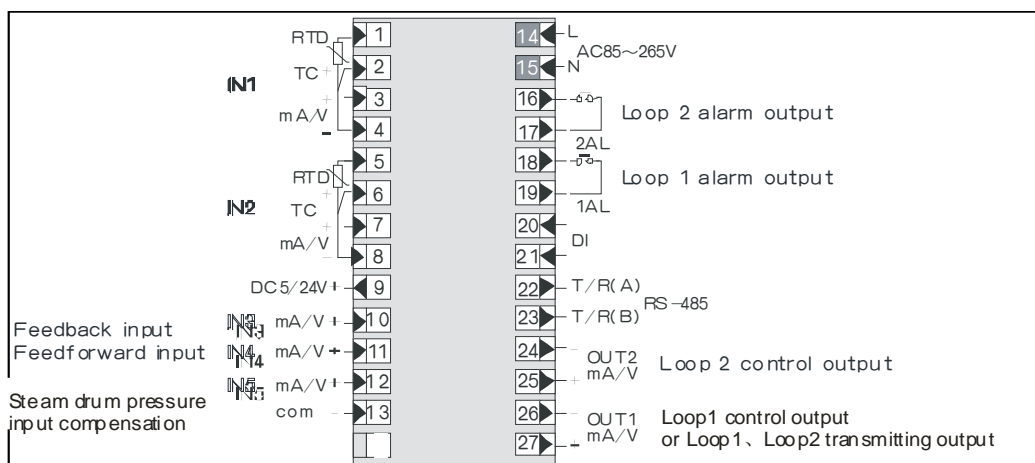 RTD
1
TC +
2
IN1
+
3
mA/V
-
4
5
RTD
+
6
IN2
TC
+
7
mA/V
-
8
DC5/24V +
9
Feedback input
IN3
mA/V +
10
Feedforward input
IN4
mA/V +
11
IN5
mA/V +
12
Steam drum pressure
input compensation
com -
13
14
L
AC85~265V
15
N
16
Loop 2 alarm output
17
2AL
18
Loop 1 alarm output
19
1AL
20
DI
21
22
T/R(A)
RS-485
23
T/R(B)
24
-
OUT2
mA/V
Loop 2 control output
25
+
26
-
OUT1
mA/V
Loop1 control output
or Loop1、Loop2 transmitting output
27
+